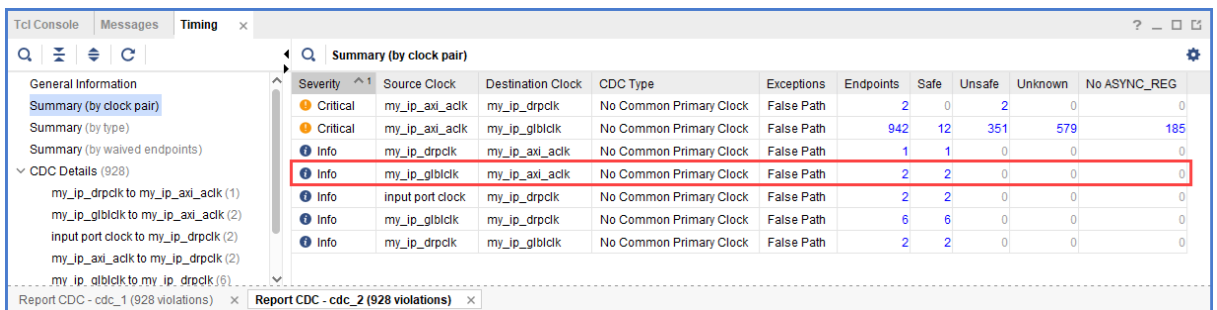 Tcl Console Messages Timing ×
? _
Summary (by clock pair)
General Information
Summary (by clock pair)
Summary (by type)
Summary (by waived endpoints)
CDC Details (928)
my_ip_drpclk to my_ip_axi_aclk (1)
my_ip_glblclk to my_ip_axi_aclk (2)
input port clock to my_ip_drpclk (2)
my_ip_axi_aclk to my_ip_drpclk (2)
my_ip_glblclk to my_ip_drpclk (6)
Severity ^1 Source Clock Destination Clock CDC Type Exceptions Endpoints Safe Unsafe Unknown No ASYNC_REG
Critical my_ip_axi_aclk my_ip_drpclk No Common Primary Clock False Path 2 0 2 0 0
Critical my_ip_axi_aclk my_ip_glblclk No Common Primary Clock False Path 942 12 351 579 185
Info my_ip_drpclk my_ip_axi_aclk No Common Primary Clock False Path 1 1 0 0 0
Info my_ip_glblclk my_ip_axi_aclk No Common Primary Clock False Path 2 2 0 0 0
Info input port clock my_ip_drpclk No Common Primary Clock False Path 2 2 0 0 0
Info my_ip_glblclk my_ip_drpclk No Common Primary Clock False Path 6 6 0 0 0
Info my_ip_drpclk my_ip_glblclk No Common Primary Clock False Path 2 2 0 0 0
Report CDC - cdc_1 (928 violations) × Report CDC - cdc_2 (928 violations) ×